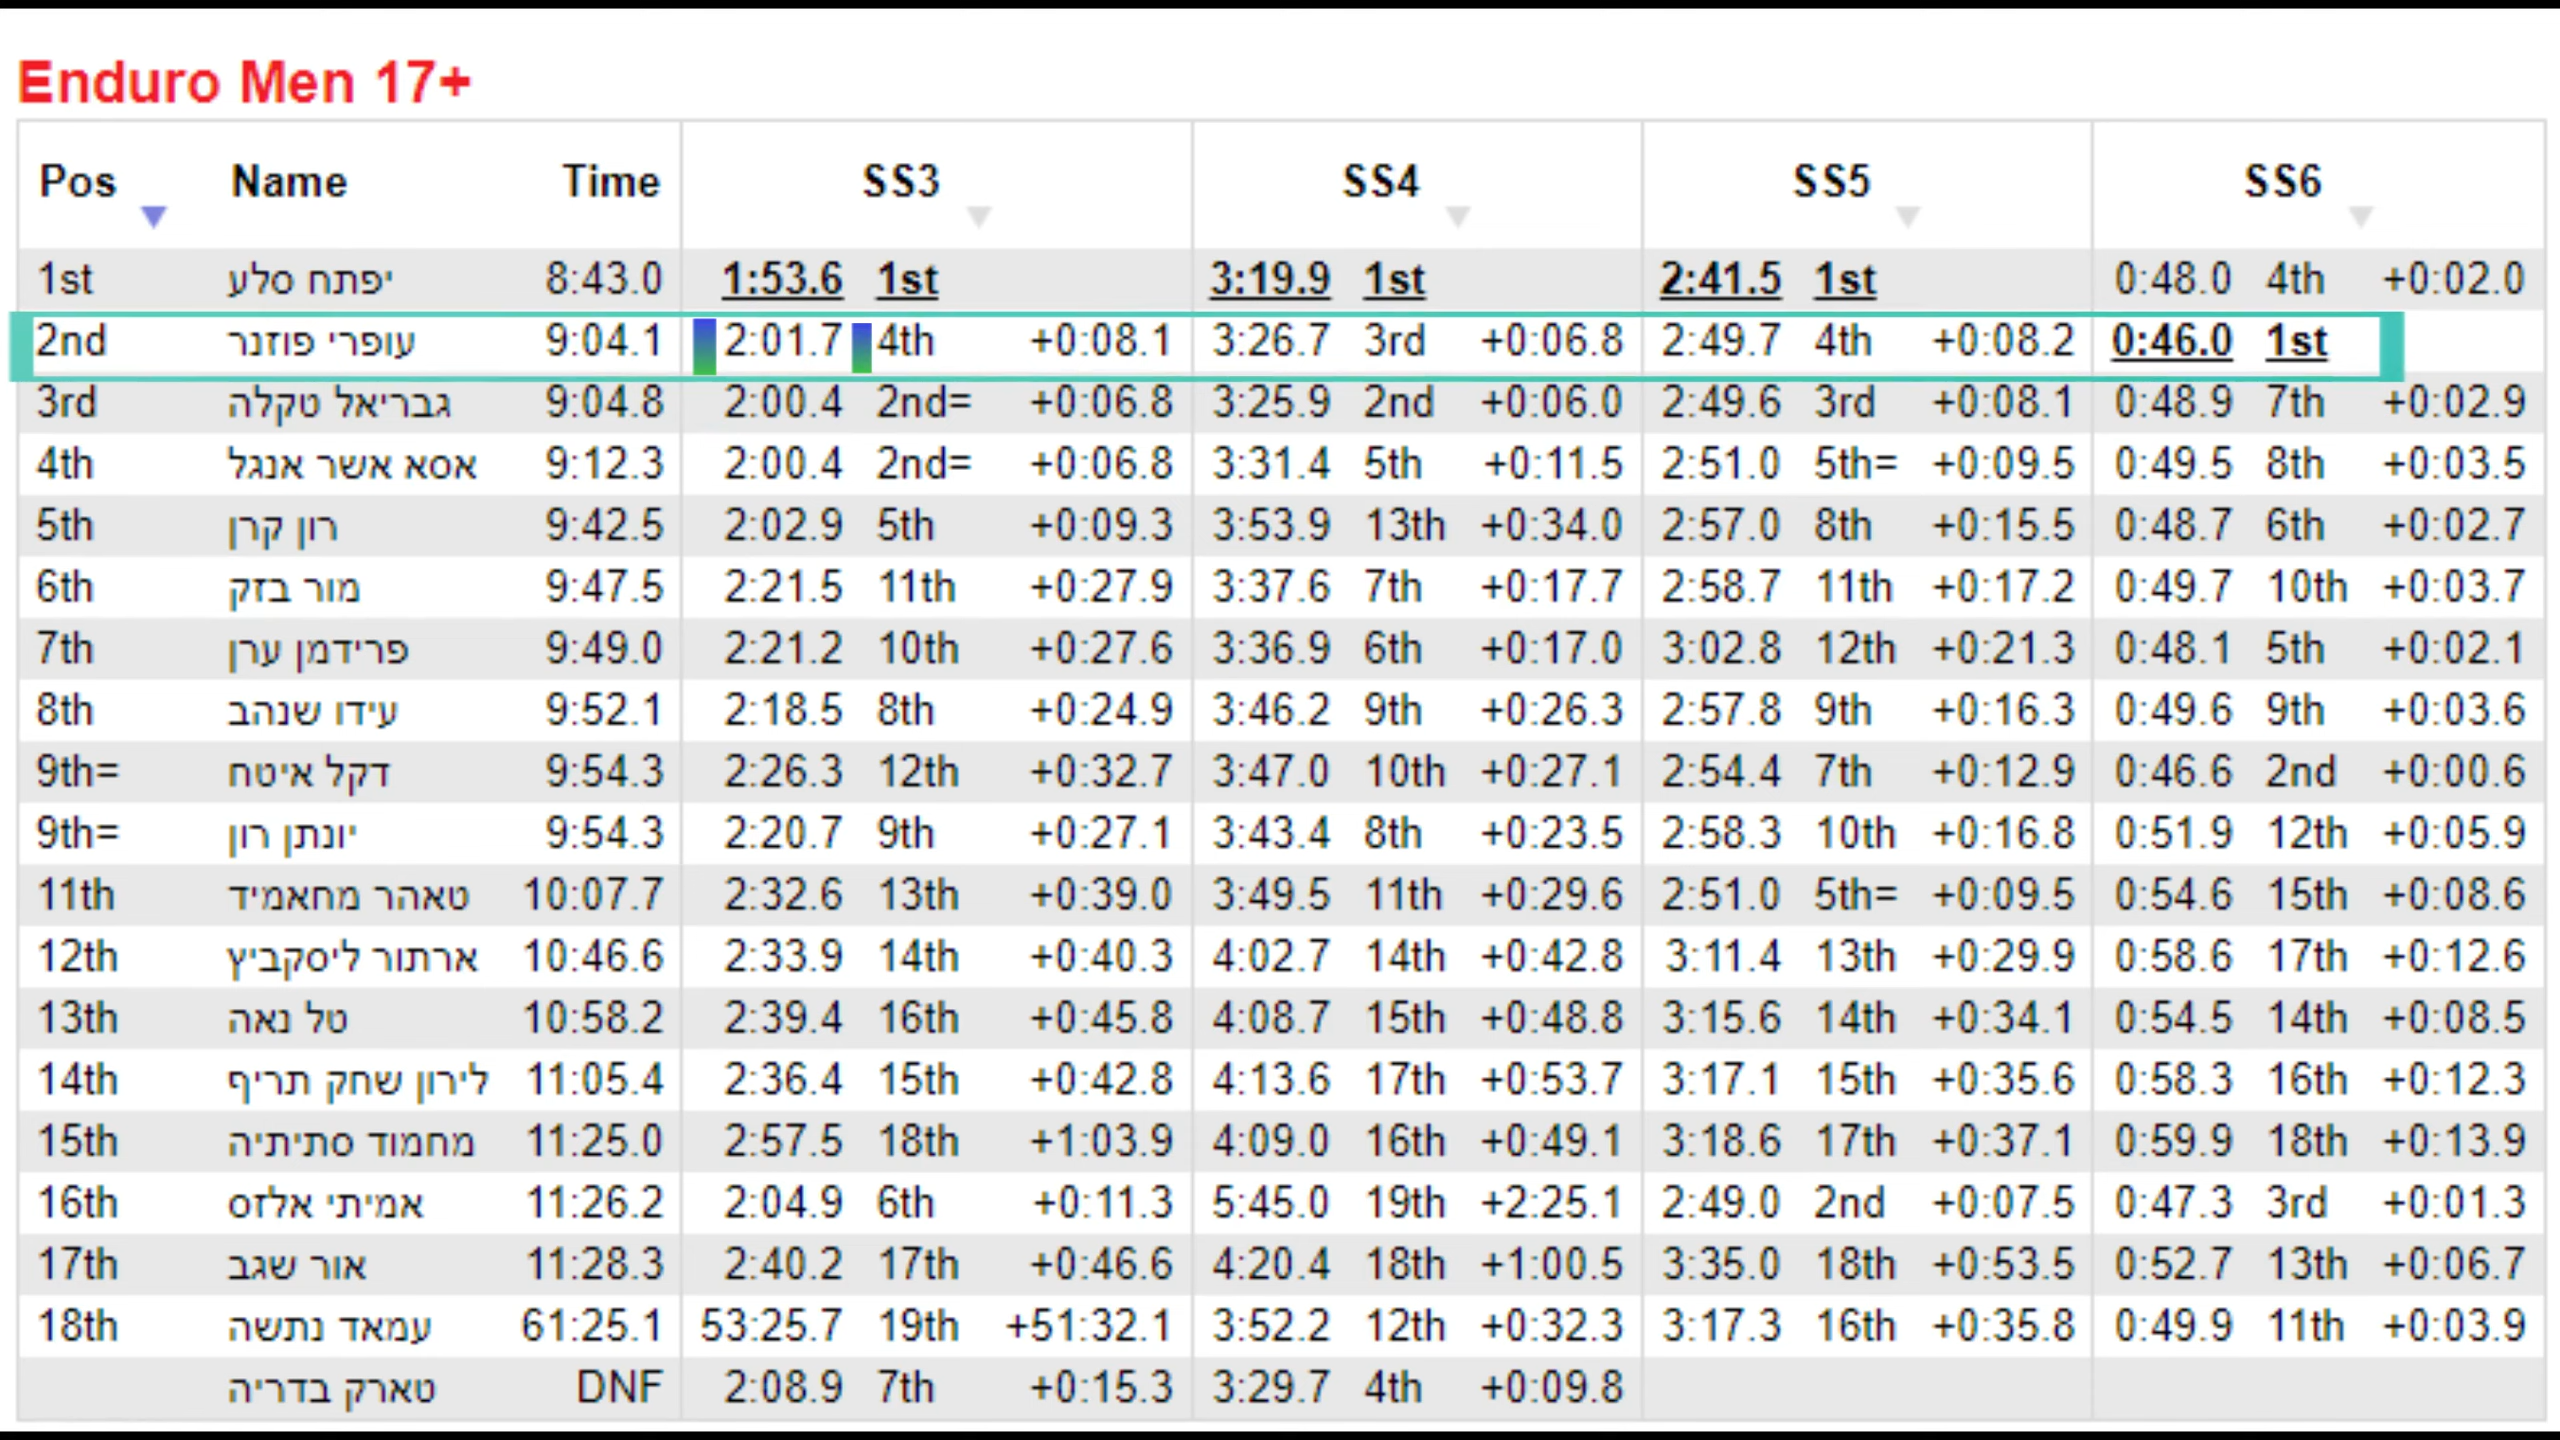 Enduro Men 17+
Pos Name Time SS3 SS4 SS5 SS6
1st יפתח סלע 8:43.0 1:53.6 1st 3:19.9 1st 2:41.5 1st 0:48.0 4th +0:02.0
2nd עופרי פוזנר 9:04.1 2:01.7 4th +0:08.1 3:26.7 3rd +0:06.8 2:49.7 4th +0:08.2 0:46.0 1st
3rd גבריאל טקלה 9:04.8 2:00.4 2nd= +0:06.8 3:25.9 2nd +0:06.0 2:49.6 3rd +0:08.1 0:48.9 7th +0:02.9
4th אסא אשר אנגל 9:12.3 2:00.4 2nd= +0:06.8 3:31.4 5th +0:11.5 2:51.0 5th= +0:09.5 0:49.5 8th +0:03.5
5th רון קרן 9:42.5 2:02.9 5th +0:09.3 3:53.9 13th +0:34.0 2:57.0 8th +0:15.5 0:48.7 6th +0:02.7
6th מור בזק 9:47.5 2:21.5 11th +0:27.9 3:37.6 7th +0:17.7 2:58.7 11th +0:17.2 0:49.7 10th +0:03.7
7th פרידמן ערן 9:49.0 2:21.2 10th +0:27.6 3:36.9 6th +0:17.0 3:02.8 12th +0:21.3 0:48.1 5th +0:02.1
8th עידו שנהב 9:52.1 2:18.5 8th +0:24.9 3:46.2 9th +0:26.3 2:57.8 9th +0:16.3 0:49.6 9th +0:03.6
9th= דקל איטח 9:54.3 2:26.3 12th +0:32.7 3:47.0 10th +0:27.1 2:54.4 7th +0:12.9 0:46.6 2nd +0:00.6
9th= יונתן רון 9:54.3 2:20.7 9th +0:27.1 3:43.4 8th +0:23.5 2:58.3 10th +0:16.8 0:51.9 12th +0:05.9
11th טאהר מחאמיד 10:07.7 2:32.6 13th +0:39.0 3:49.5 11th +0:29.6 2:51.0 5th= +0:09.5 0:54.6 15th +0:08.6
12th ארתור ליסקביץ 10:46.6 2:33.9 14th +0:40.3 4:02.7 14th +0:42.8 3:11.4 13th +0:29.9 0:58.6 17th +0:12.6
13th טל נאה 10:58.2 2:39.4 16th +0:45.8 4:08.7 15th +0:48.8 3:15.6 14th +0:34.1 0:54.5 14th +0:08.5
14th לירון שחק תריף 11:05.4 2:36.4 15th +0:42.8 4:13.6 17th +0:53.7 3:17.1 15th +0:35.6 0:58.3 16th +0:12.3
15th מחמוד סתיתיה 11:25.0 2:57.5 18th +1:03.9 4:09.0 16th +0:49.1 3:18.6 17th +0:37.1 0:59.9 18th +0:13.9
16th אמיתי אלזס 11:26.2 2:04.9 6th +0:11.3 5:45.0 19th +2:25.1 2:49.0 2nd +0:07.5 0:47.3 3rd +0:01.3
17th אור שגב 11:28.3 2:40.2 17th +0:46.6 4:20.4 18th +1:00.5 3:35.0 18th +0:53.5 0:52.7 13th +0:06.7
18th עמאד נתשה 61:25.1 53:25.7 19th +51:32.1 3:52.2 12th +0:32.3 3:17.3 16th +0:35.8 0:49.9 11th +0:03.9
טארק בדריה DNF 2:08.9 7th +0:15.3 3:29.7 4th +0:09.8